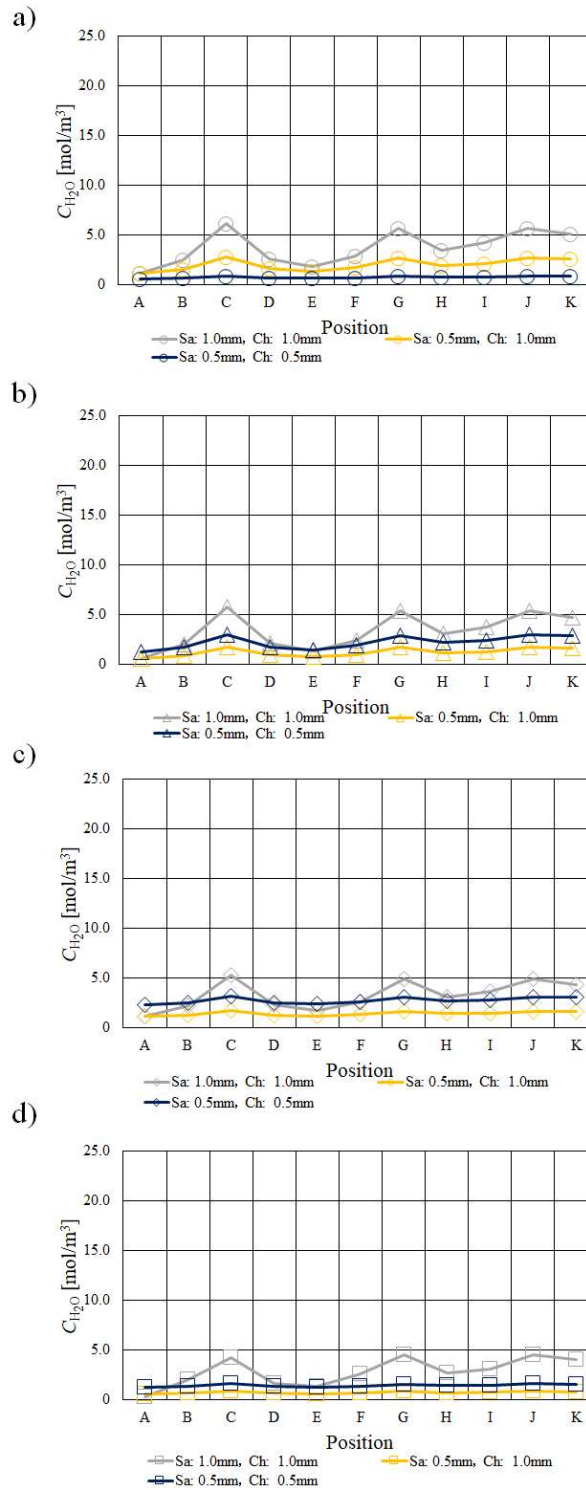 a)
25.0
20.0
15.0
10.0
5.0
0
C_H₂O [mol/m³]
A B C D E F G H I J K
Position
Sa: 1.0mm, Ch: 1.0mm Sa: 0.5mm, Ch: 1.0mm
Sa: 0.5mm, Ch: 0.5mm
b)
25.0
20.0
15.0
10.0
5.0
0
C_H₂O [mol/m³]
A B C D E F G H I J K
Position
Sa: 1.0mm, Ch: 1.0mm Sa: 0.5mm, Ch: 1.0mm
Sa: 0.5mm, Ch: 0.5mm
c)
25.0
20.0
15.0
10.0
5.0
0
C_H₂O [mol/m³]
A B C D E F G H I J K
Position
Sa: 1.0mm, Ch: 1.0mm Sa: 0.5mm, Ch: 1.0mm
Sa: 0.5mm, Ch: 0.5mm
d)
25.0
20.0
15.0
10.0
5.0
0
C_H₂O [mol/m³]
A B C D E F G H I J K
Position
Sa: 1.0mm, Ch: 1.0mm Sa: 0.5mm, Ch: 1.0mm
Sa: 0.5mm, Ch: 0.5mm